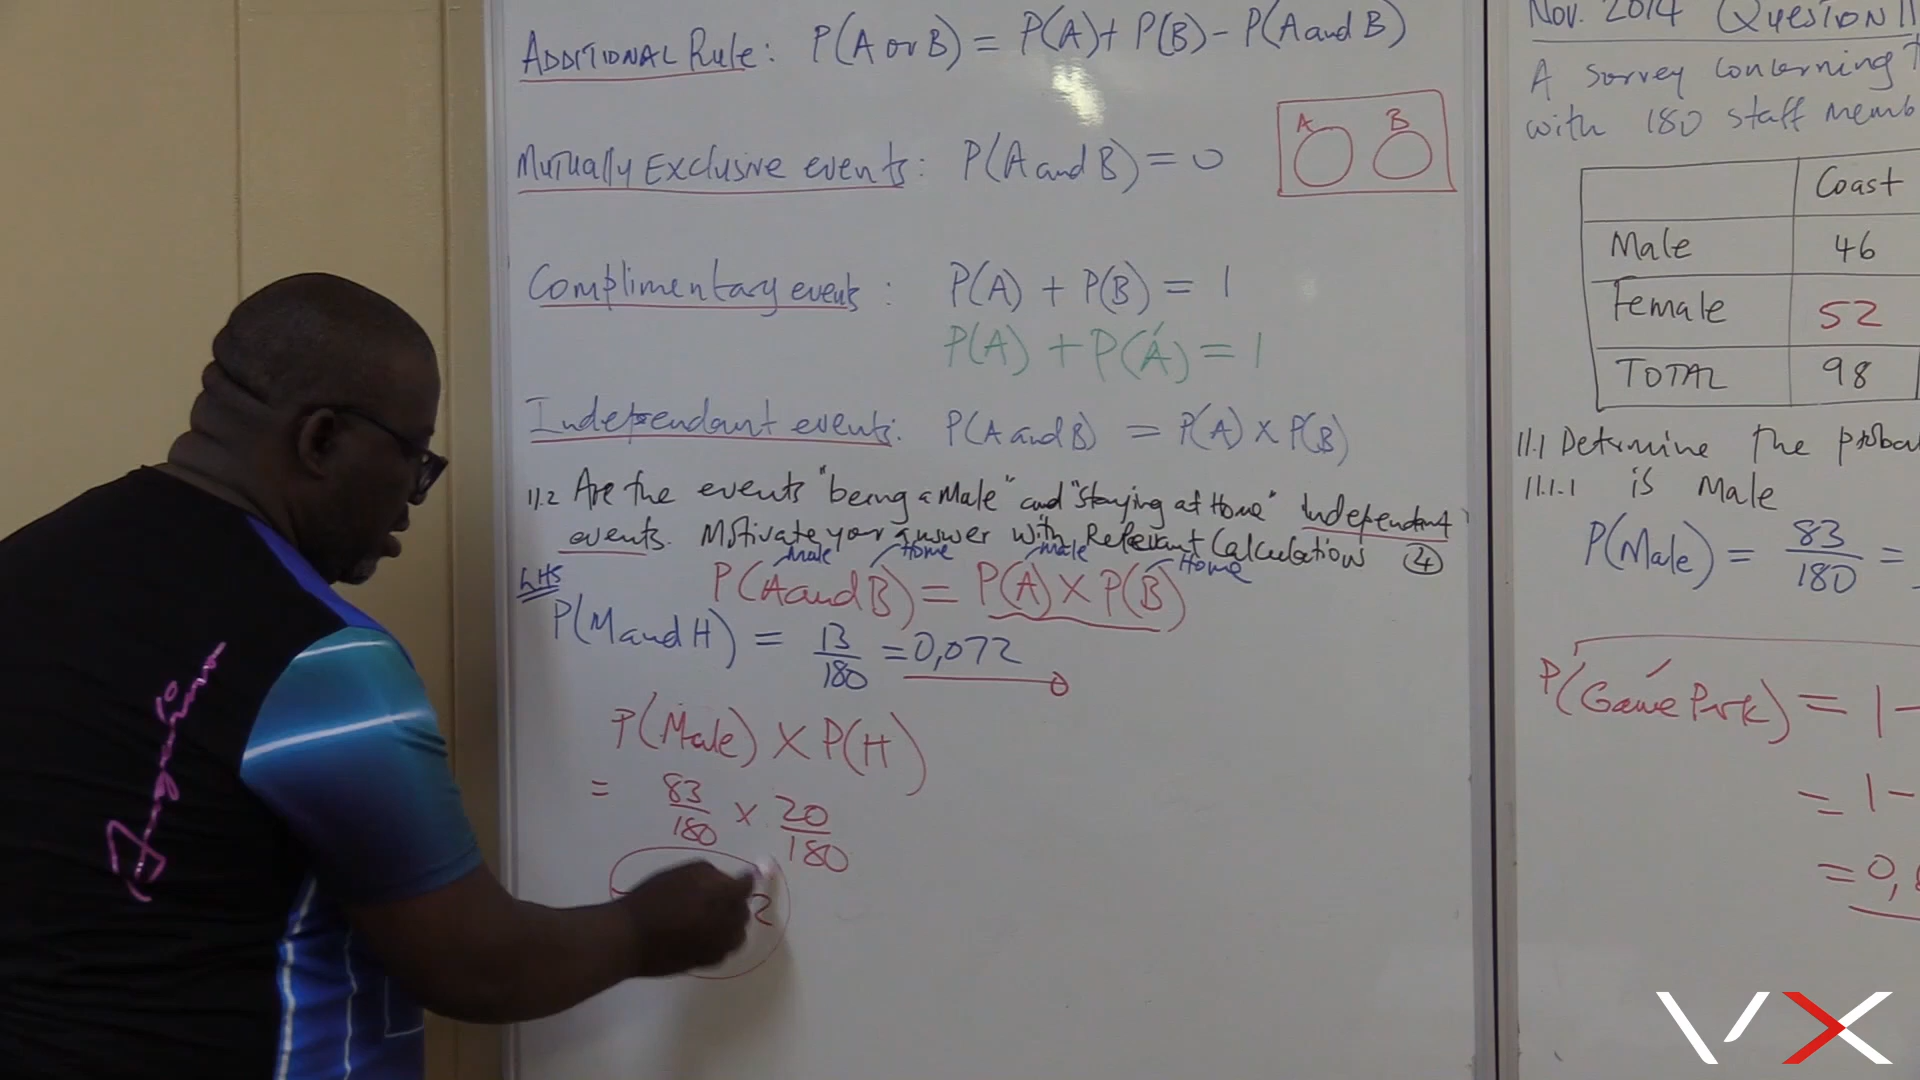 ADDITIONAL Rule: P(A or B) = P(A) + P(B) - P(A and B)
Mutually Exclusive events: P(A and B) = 0
A B
Complimentary events: P(A) + P(B) = 1
P(A) + P(A') = 1
Independant events: P(A and B) = P(A) x P(B)
11.2 Are the events "being a Male" and "Staying at Home" Independent
events. Motivate your answer with Relevant Calculations (4)
Male Home Male Home
LHS
P(A and B) = P(A) x P(B)
P(M and H) = 13/180 = 0,072
P(Male) x P(H)
= 83/180 x 20/180
2
Nov. 2014 (Question 11
A survey concerning
with 180 staff memb
Coast
Male 46
Female 52
TOTAL 98
11.1 Determine the probab
11.1.1 is Male
P(Male) = 83/180 =
P(Game Park)' = 1 -
= 1 -
= 0,
VX